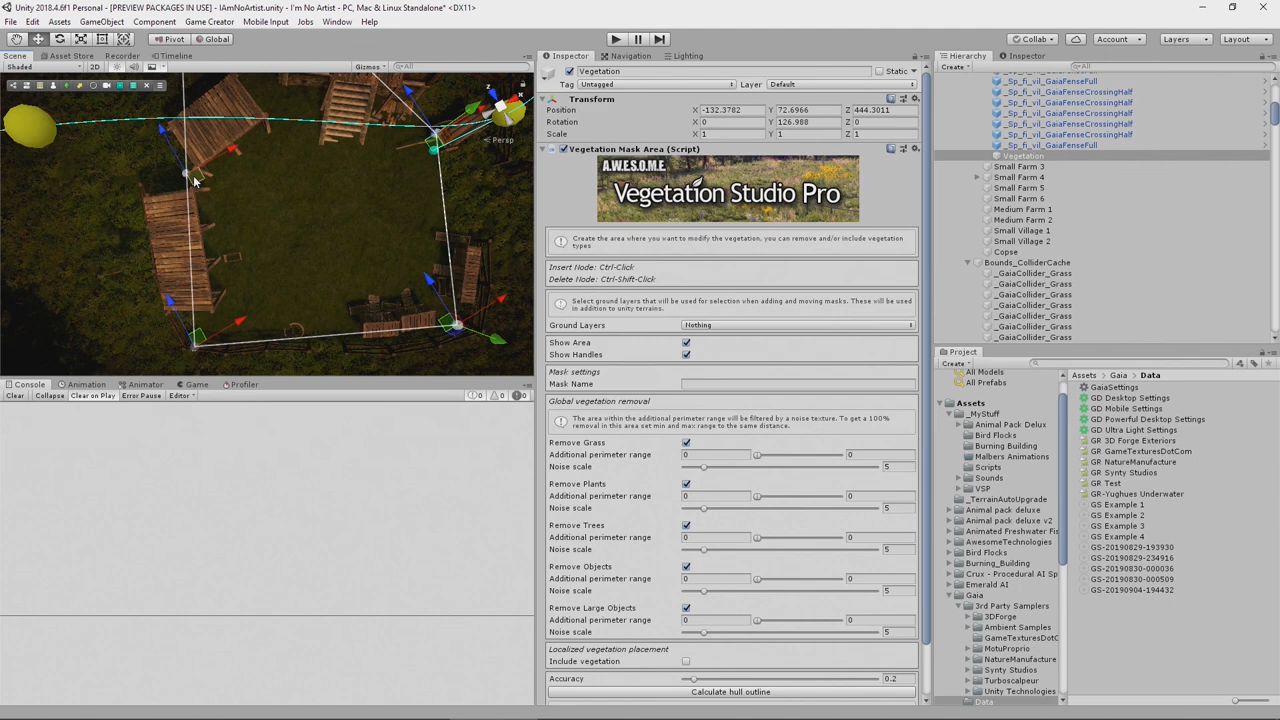 Unity 2018.4.6f1 Personal - [PREVIEW PACKAGES IN USE] - IAmNoArtist.unity - I'm No Artist - PC, Mac & Linux Standalone* <DX11>
File Edit Assets GameObject Component Game Creator Mobile Input Jobs Window Help
Pivot Global Collab Account Layers Layout
Scene Asset Store Recorder Timeline
Shaded 2D Gizmos All
Persp
Console Animation Animator Game Profiler
Clear Collapse Clear on Play Error Pause Editor 0 0 0
Inspector Navigation Lighting
Vegetation Static
Tag Untagged Layer Default
Transform
Position X -132.3782 Y 72.6966 Z 444.3011
Rotation X 0 Y 126.988 Z 0
Scale X 1 Y 1 Z 1
Vegetation Mask Area (Script)
A.W.E.S.O.M.E.
Vegetation Studio Pro
Create the area where you want to modify the vegetation, you can remove and/or include vegetation
types
Insert Node: Ctrl-Click
Delete Node: Ctrl-Shift-Click
Select ground layers that will be used for selection when adding and moving masks. These will be used
in addition to unity terrains.
Ground Layers Nothing
Show Area
Show Handles
Mask settings
Mask Name
Global vegetation removal
The area within the additional perimeter range will be filtered by a noise texture. To get a 100%
removal in this area set min and max range to the same distance.
Remove Grass
Additional perimeter range 0 0
Noise scale 5
Remove Plants
Additional perimeter range 0 0
Noise scale 5
Remove Trees
Additional perimeter range 0 0
Noise scale 5
Remove Objects
Additional perimeter range 0 0
Noise scale 5
Remove Large Objects
Additional perimeter range 0 0
Noise scale 5
Localized vegetation placement
Include vegetation
Accuracy 0.2
Calculate hull outline
Hierarchy Inspector
Create All
_Sp_fi_vil_GaiaFenseFull
_Sp_fi_vil_GaiaFenseCrossingHalf
_Sp_fi_vil_GaiaFenseCrossingHalf
_Sp_fi_vil_GaiaFenseFull
_Sp_fi_vil_GaiaFenseCrossingHalf
_Sp_fi_vil_GaiaFenseCrossingHalf
_Sp_fi_vil_GaiaFenseFull
Vegetation
Small Farm 3
Small Farm 4
Small Farm 5
Small Farm 6
Medium Farm 1
Medium Farm 2
Small Village 1
Small Village 2
Copse
Bounds_ColliderCache
_GaiaCollider_Grass
_GaiaCollider_Grass
_GaiaCollider_Grass
_GaiaCollider_Grass
_GaiaCollider_Grass
_GaiaCollider_Grass
_GaiaCollider_Grass
Project
Create
All Models
All Prefabs
Assets
_MyStuff
Animal Pack Delux
Bird Flocks
Burning Building
Malbers Animations
Scripts
Sounds
VSP
_TerrainAutoUpgrade
Animal pack deluxe
Animal pack deluxe v2
Animated Freshwater Fis
AwesomeTechnologies
Bird Flocks
Burning_Building
Crux - Procedural AI Sp
Emerald AI
Gaia
3rd Party Samplers
3DForge
Ambient Samples
GameTexturesDotC
MotuProprio
NatureManufacture
Synty Studios
Turboscalpeur
Unity Technologies
Data
Assets Gaia Data
GaiaSettings
GD Desktop Settings
GD Mobile Settings
GD Powerful Desktop Settings
GD Ultra Light Settings
GR 3D Forge Exteriors
GR GameTexturesDotCom
GR NatureManufacture
GR Synty Studios
GR Test
GR-Yughues Underwater
GS Example 1
GS Example 2
GS Example 3
GS Example 4
GS-20190829-193930
GS-20190829-234916
GS-20190830-000036
GS-20190830-000509
GS-20190904-194432